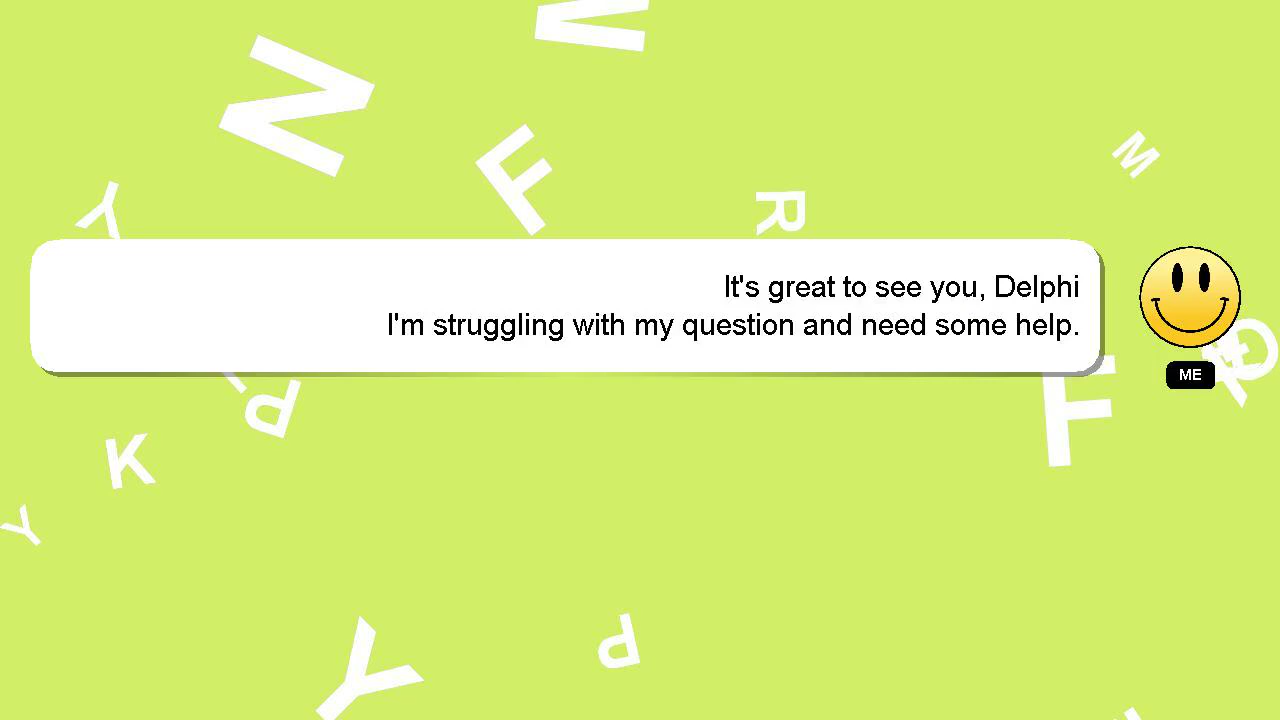 N
N
F
M
Y
R
It's great to see you, Delphi
I'm struggling with my question and need some help.
ME
F
P
K
Y
P
Y